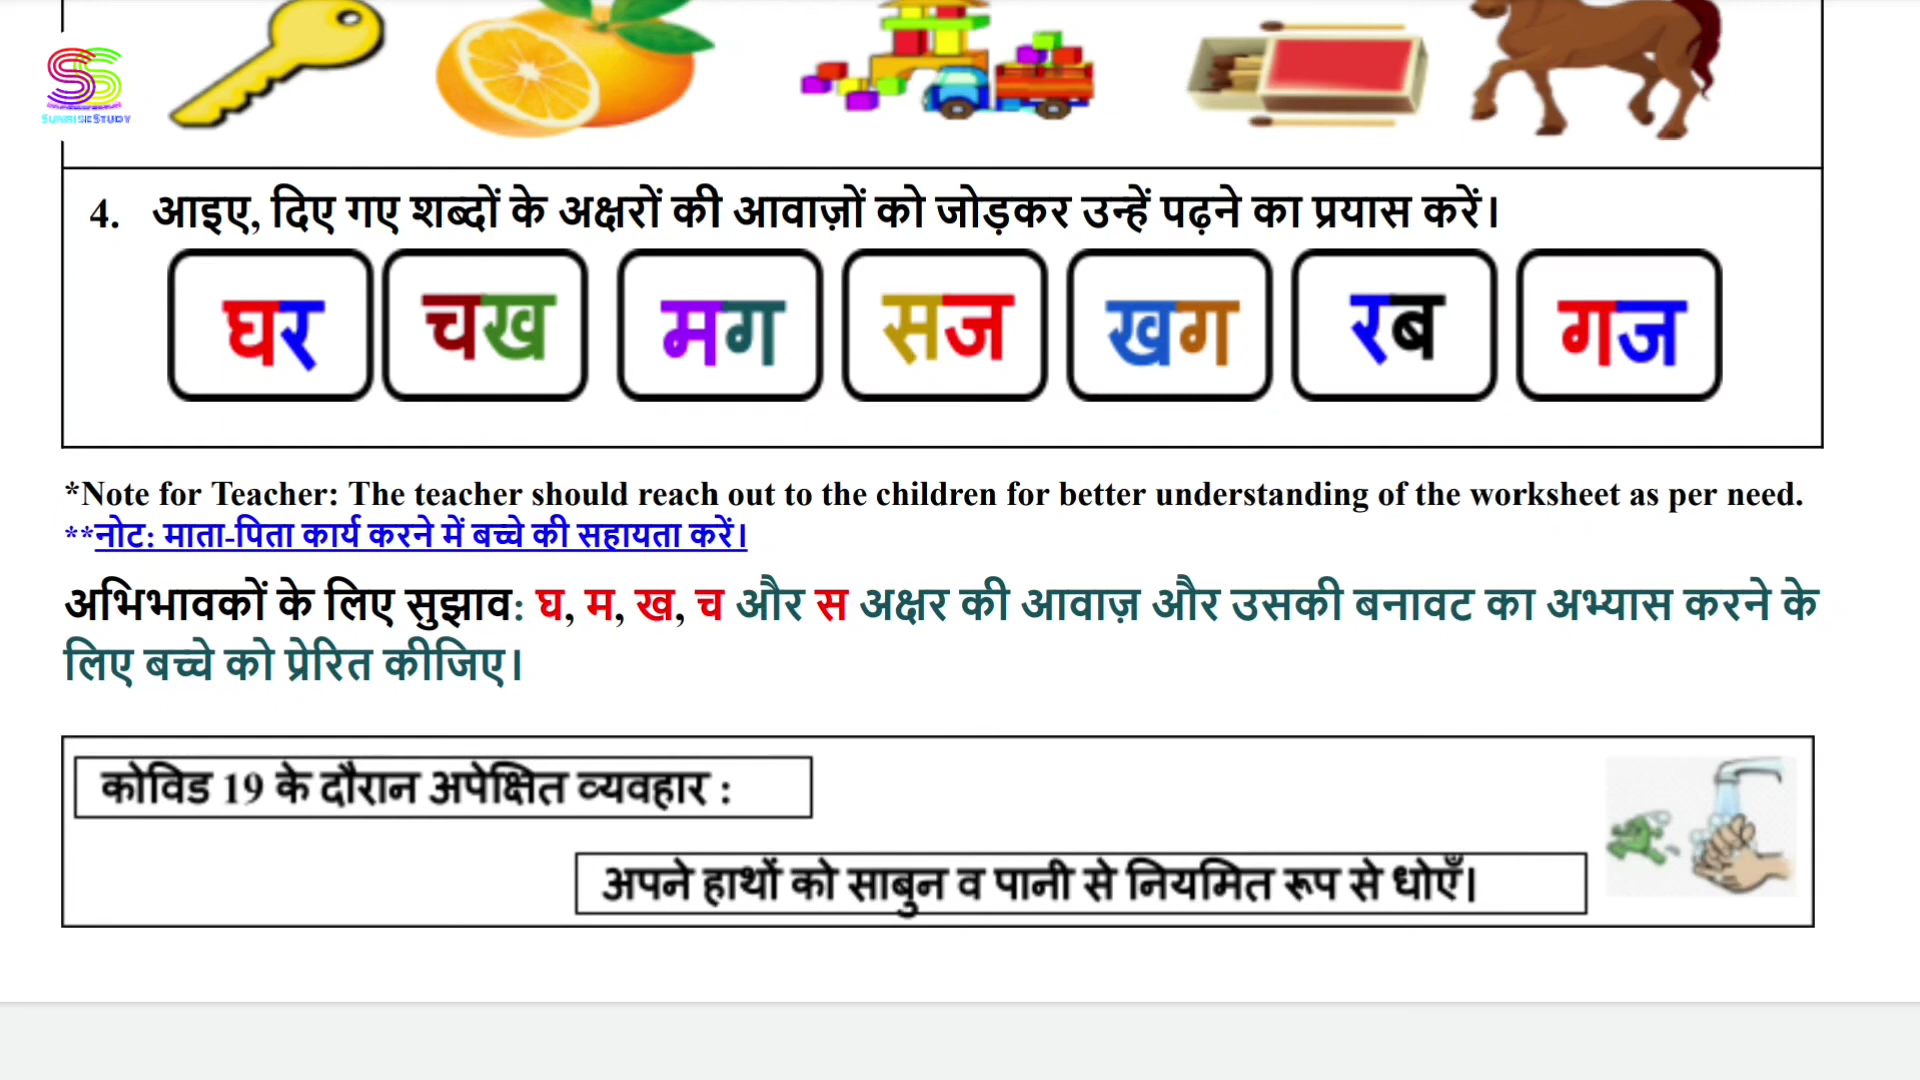 SUNRISESTUDY
4. आइए, दिए गए शब्दों के अक्षरों की आवाज़ों को जोड़कर उन्हें पढ़ने का प्रयास करें।
घर चख मग सज खग रब गज
*Note for Teacher: The teacher should reach out to the children for better understanding of the worksheet as per need.
**नोट: माता-पिता कार्य करने में बच्चे की सहायता करें।
अभिभावकों के लिए सुझाव: घ, म, ख, च और स अक्षर की आवाज़ और उसकी बनावट का अभ्यास करने के
लिए बच्चे को प्रेरित कीजिए।
कोविड 19 के दौरान अपेक्षित व्यवहार :
अपने हाथों को साबुन व पानी से नियमित रूप से धोएँ।